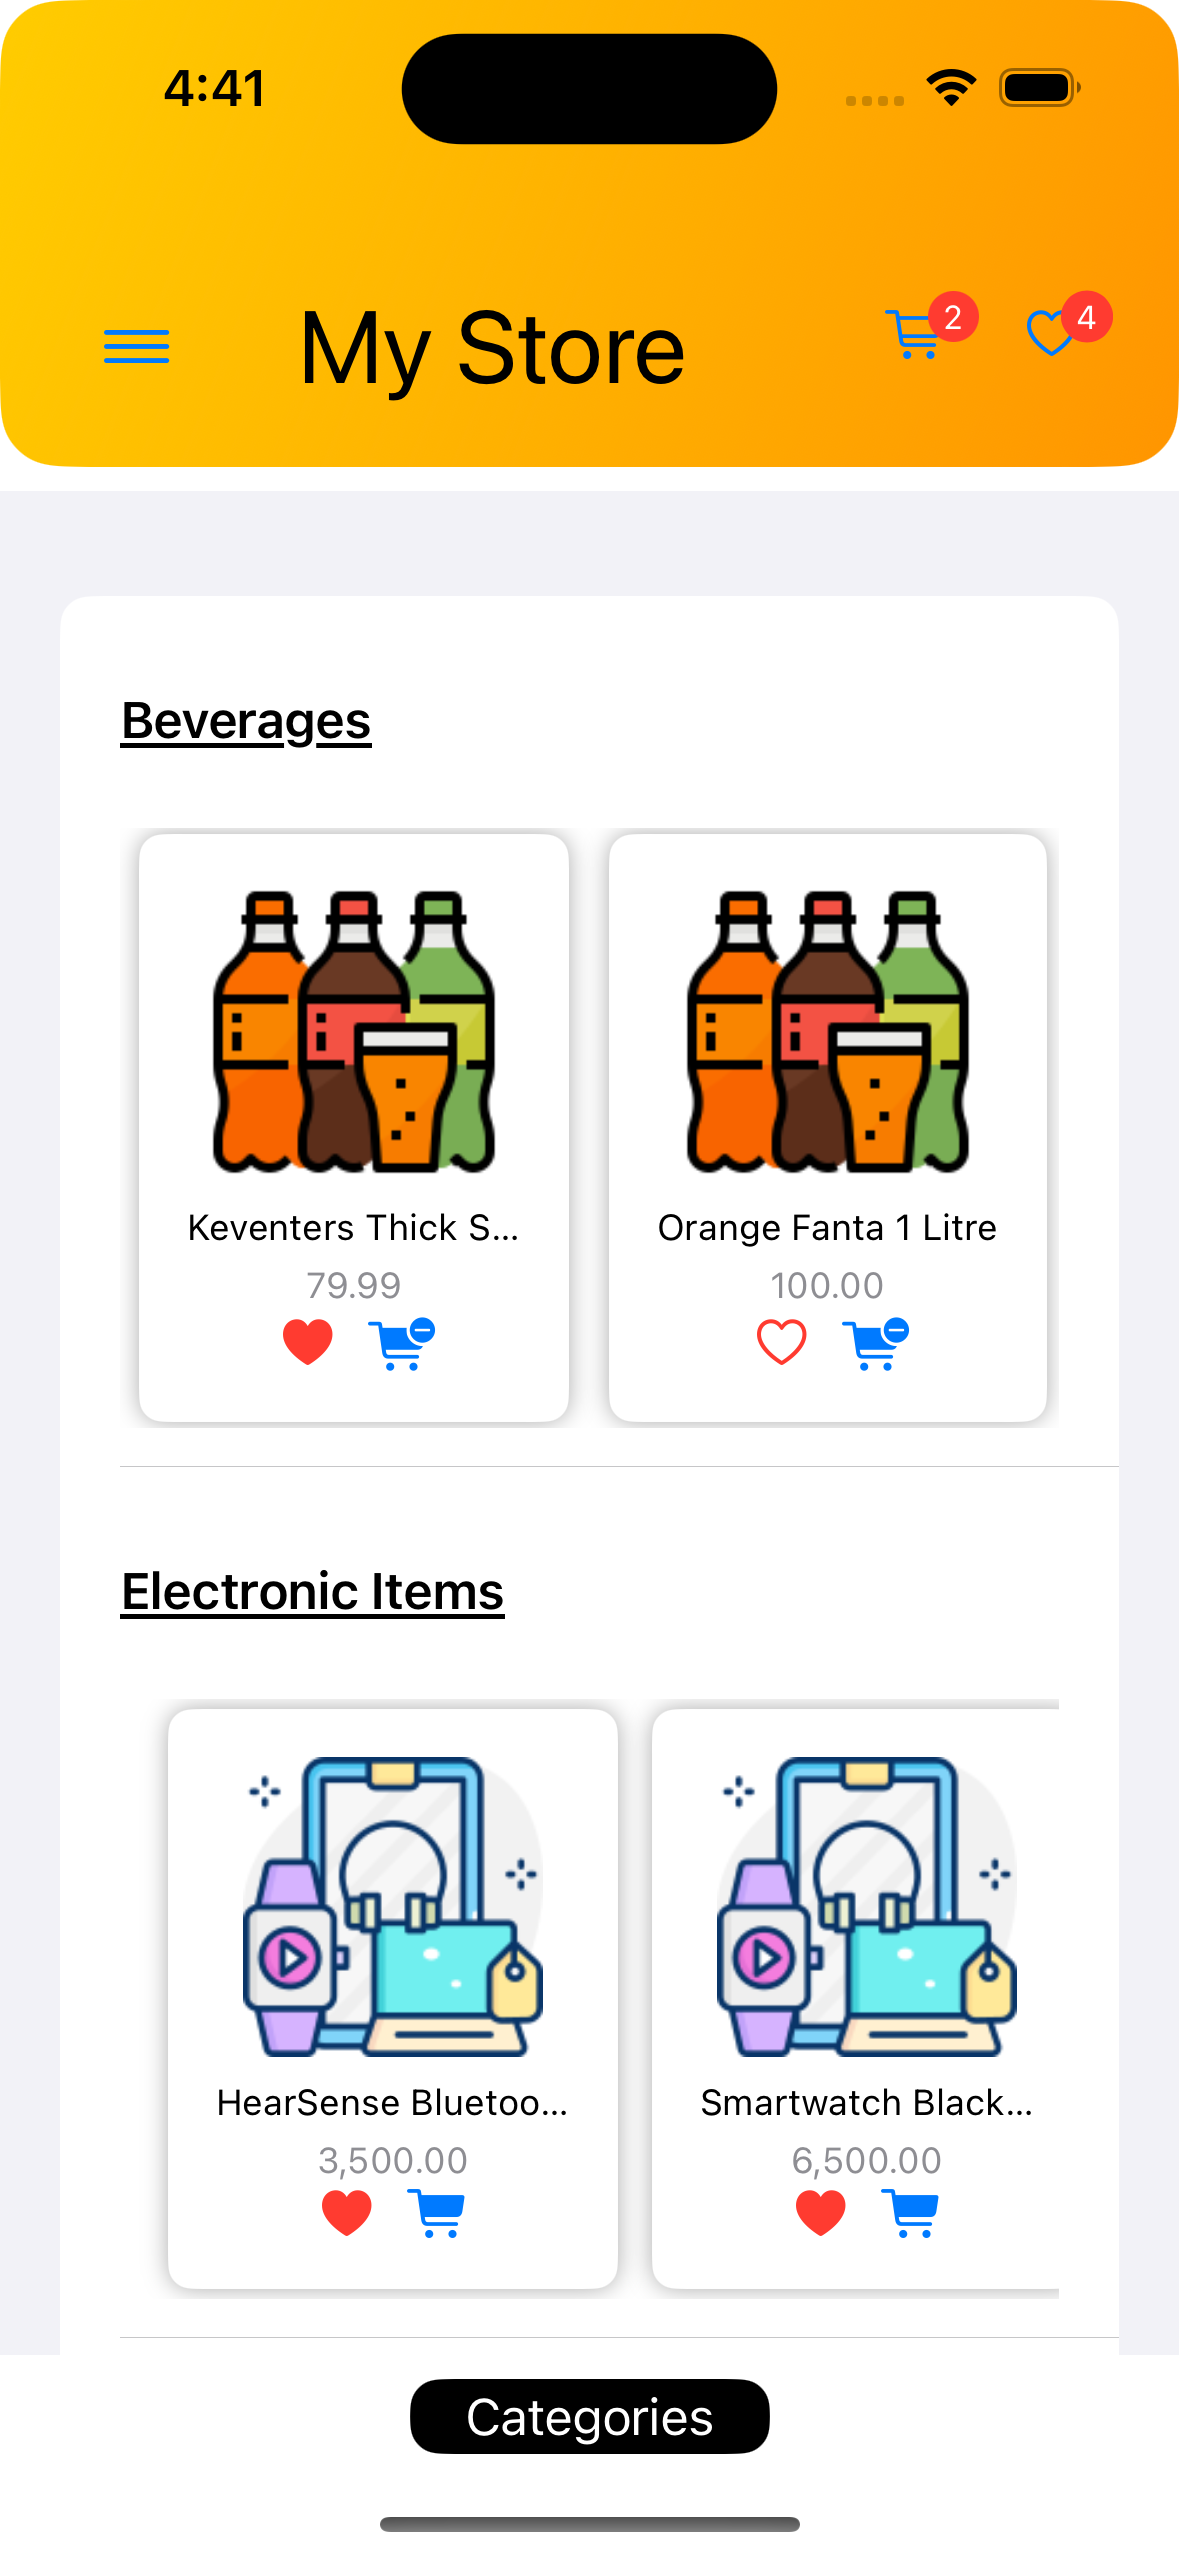 4:41
My Store
2
4
Beverages
Keventers Thick S...
Orange Fanta 1 Litre
79.99
100.00
Electronic Items
HearSense Bluetoo...
Smartwatch Black...
3,500.00
6,500.00
Categories